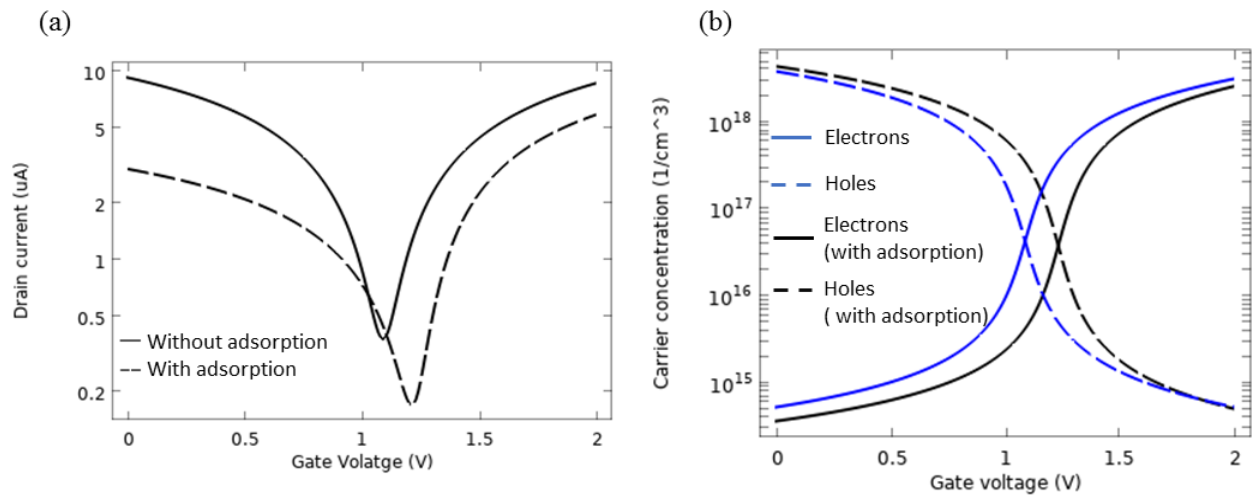 (a)
10
5
2
1
0.5
0.2
Drain current (uA)
Without adsorption
With adsorption
0
0.5
1
1.5
2
Gate Volatge (V)
(b)
10^18
10^17
10^16
10^15
Carrier concentration (1/cm^3)
Electrons
Holes
Electrons
(with adsorption)
Holes
( with adsorption)
0
0.5
1
1.5
2
Gate voltage (V)